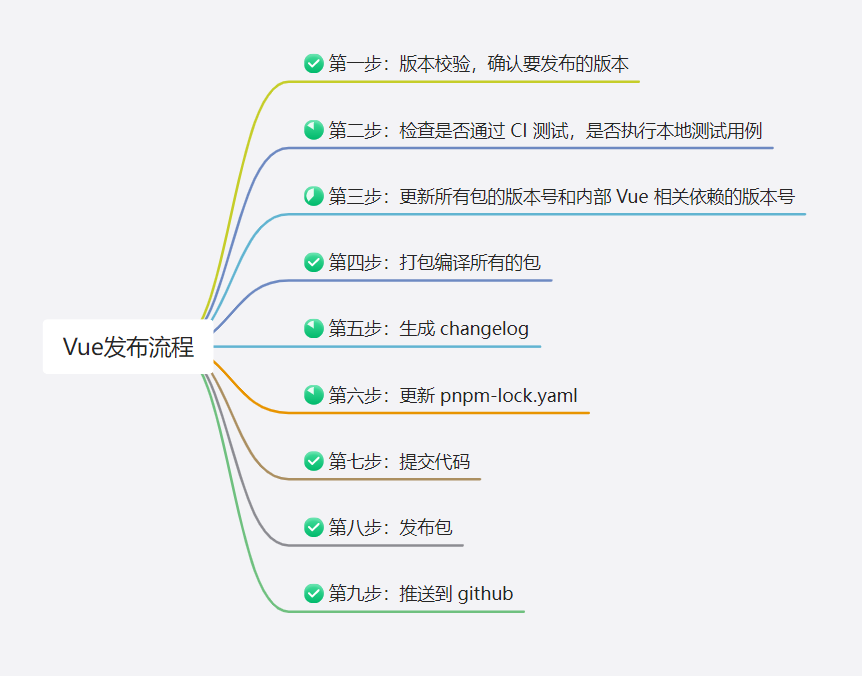 第一步：版本校验，确认要发布的版本
第二步：检查是否通过 CI 测试，是否执行本地测试用例
第三步：更新所有包的版本号和内部 Vue 相关依赖的版本号
第四步：打包编译所有的包
Vue发布流程
第五步：生成 changelog
第六步：更新 pnpm-lock.yaml
第七步：提交代码
第八步：发布包
第九步：推送到 github